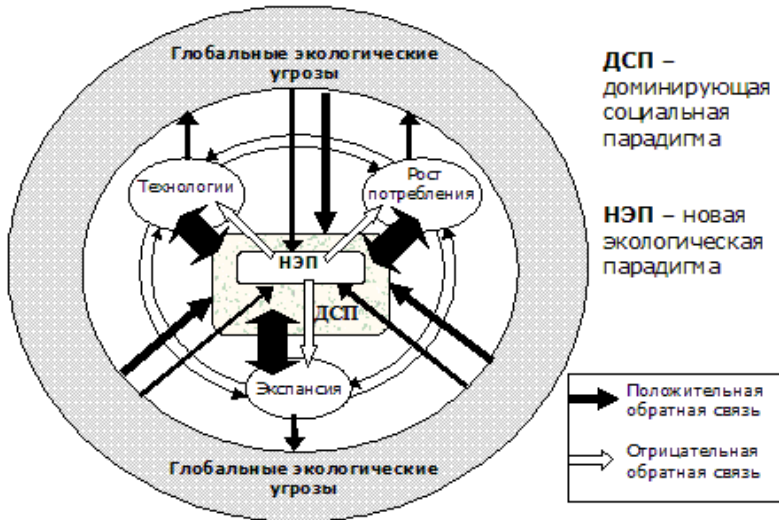 Глобальные экологические
угрозы
Технологии
Рост
потребления
НЭП
ДСП
Экспансия
Глобальные экологические
угрозы
ДСП –
доминирующая
социальная
парадигма
НЭП – новая
экологическая
парадигма
Положительная
обратная связь
Отрицательная
обратная связь